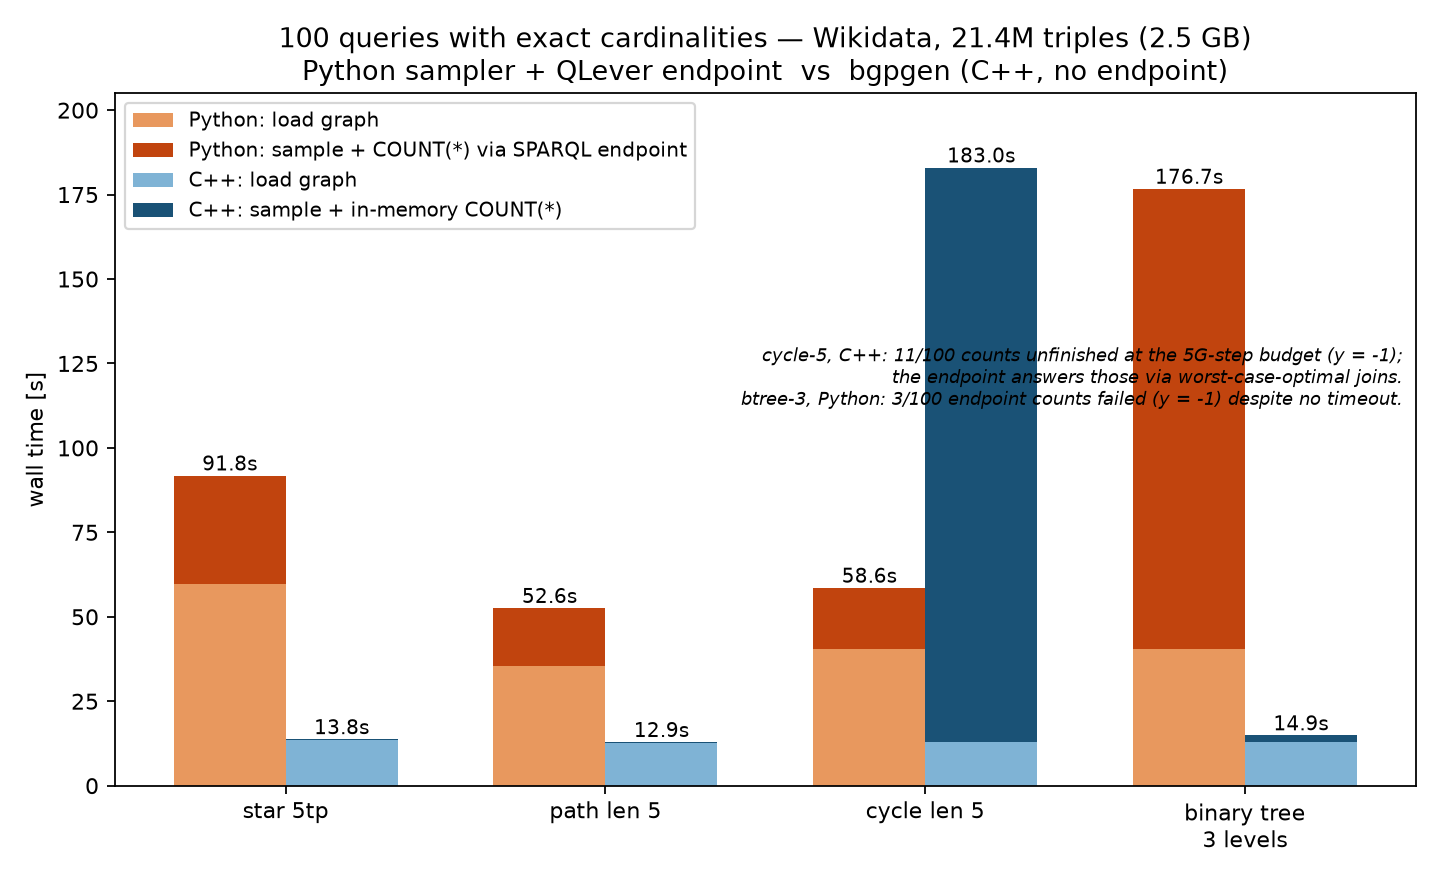 100 queries with exact cardinalities — Wikidata, 21.4M triples (2.5 GB)
Python sampler + QLever endpoint  vs  bgpgen (C++, no endpoint)
200
175
150
125
100
75
50
25
0
wall time [s]
Python: load graph
Python: sample + COUNT(*) via SPARQL endpoint
C++: load graph
C++: sample + in-memory COUNT(*)
91.8s
13.8s
52.6s
12.9s
58.6s
183.0s
176.7s
14.9s
cycle-5, C++: 11/100 counts unfinished at the 5G-step budget (y = -1);
the endpoint answers those via worst-case-optimal joins.
btree-3, Python: 3/100 endpoint counts failed (y = -1) despite no timeout.
star 5tp
path len 5
cycle len 5
binary tree
3 levels